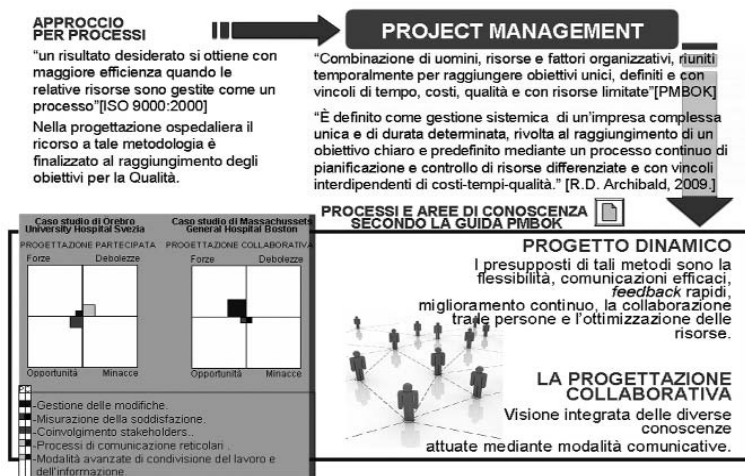 APPROCCIO
PER PROCESSI
“un risultato desiderato si ottiene con
maggiore efficienza quando le
relative risorse sono gestite come un
processo”[ISO 9000:2000]
Nella progettazione ospedaliera il
ricorso a tale metodologia è
finalizzato al raggiungimento degli
obiettivi per la Qualità.
PROJECT MANAGEMENT
“Combinazione di uomini, risorse e fattori organizzativi, riuniti
temporalmente per raggiungere obiettivi unici, definiti e con
vincoli di tempo, costi, qualità e con risorse limitate”[PMBOK]
“È definito come gestione sistemica di un’impresa complessa
unica e di durata determinata, rivolta al raggiungimento di un
obiettivo chiaro e predefinito mediante un processo continuo di
pianificazione e controllo di risorse differenziate e con vincoli
interdipendenti di costi-tempi-qualità.” [R.D. Archibald, 2009.]
PROCESSI E AREE DI CONOSCENZA
SECONDO LA GUIDA PMBOK
Caso studio di Örebro
University Hospital Svezia
PROGETTAZIONE PARTECIPATA
Forze Debolezze
Opportunità Minacce
Caso studio di Massachussets
General Hospital Boston
PROGETTAZIONE COLLABORATIVA
Forze Debolezze
Opportunità Minacce
-Gestione delle modifiche.
-Misurazione della soddisfazione.
-Coinvolgimento stakeholders..
-Processi di comunicazione reticolari .
-Modalità avanzate di condivisione del lavoro e
dell’informazione.
PROGETTO DINAMICO
I presupposti di tali metodi sono la
flessibilità, comunicazioni efficaci,
feedback rapidi,
miglioramento continuo, la collaborazione
tra le persone e l’ottimizzazione delle
risorse.
LA PROGETTAZIONE
COLLABORATIVA
Visione integrata delle diverse
conoscenze
attuate mediante modalità comunicative.